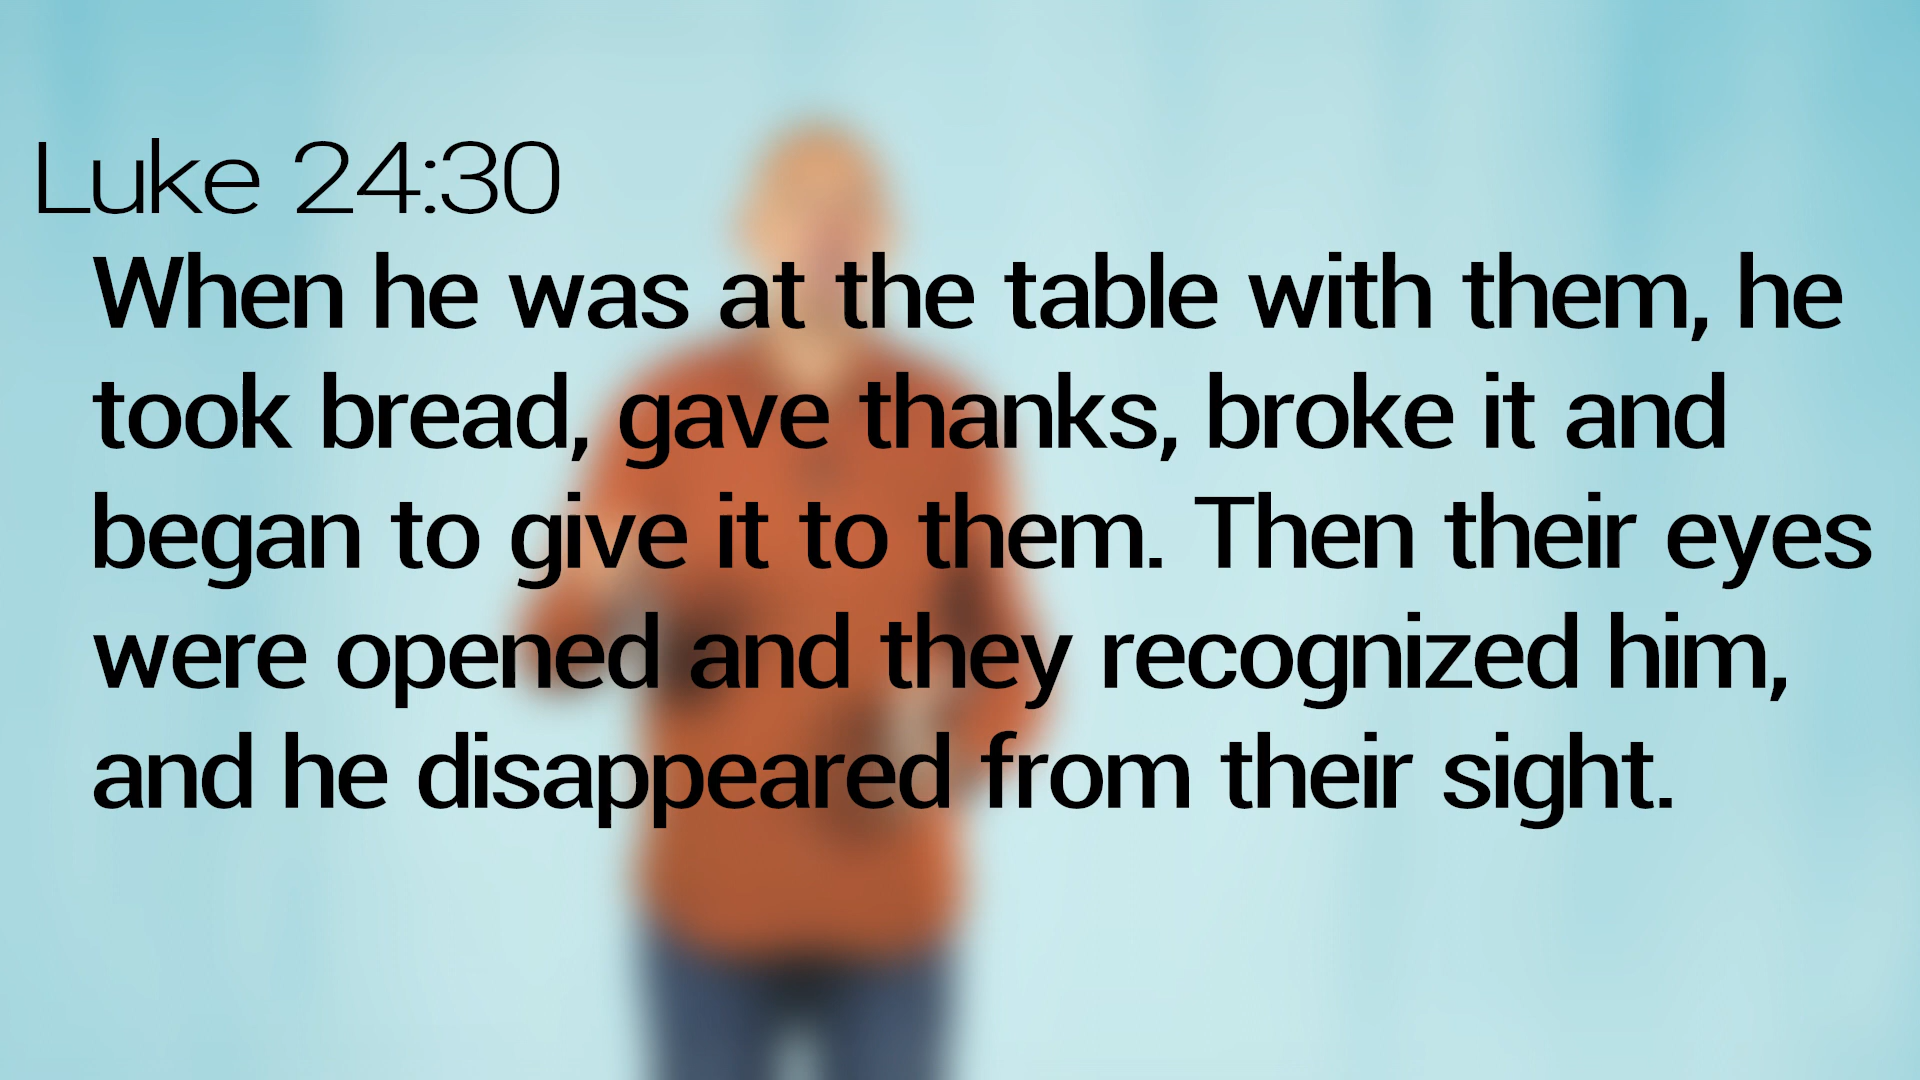 Luke 24:30
When he was at the table with them, he
took bread, gave thanks, broke it and
began to give it to them. Then their eyes
were opened and they recognized him,
and he disappeared from their sight.